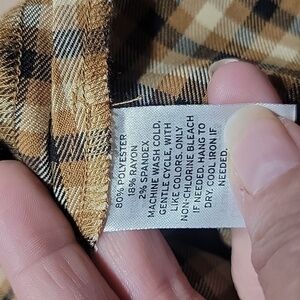 80% POLYESTER
18% RAYON
2% SPANDEX
MACHINE WASH COLD,
GENTLE CYCLE, WITH
LIKE COLORS. ONLY
NON-CHLORINE BLEACH
IF NEEDED. HANG TO
DRY. COOL IRON IF
NEEDED.